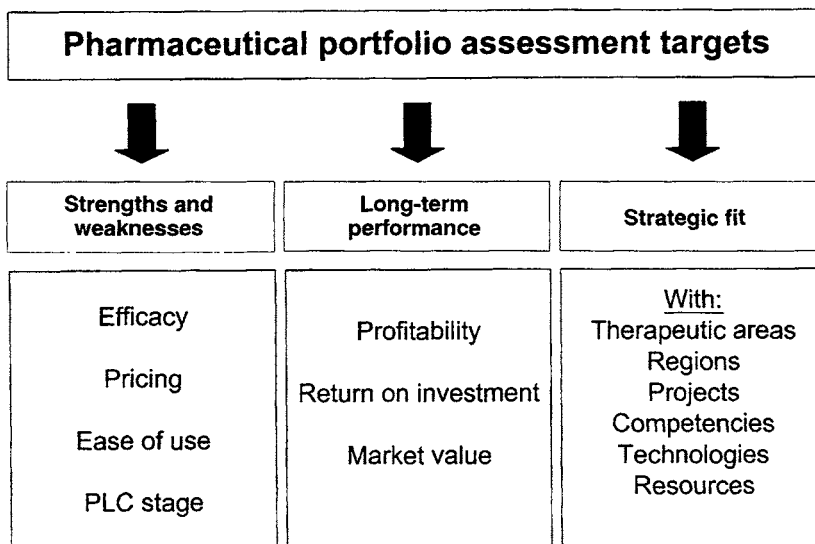 Pharmaceutical portfolio assessment targets
Strengths and
weaknesses
Long-term
performance
Strategic fit
Efficacy
Pricing
Ease of use
PLC stage
Profitability
Return on investment
Market value
With:
Therapeutic areas
Regions
Projects
Competencies
Technologies
Resources